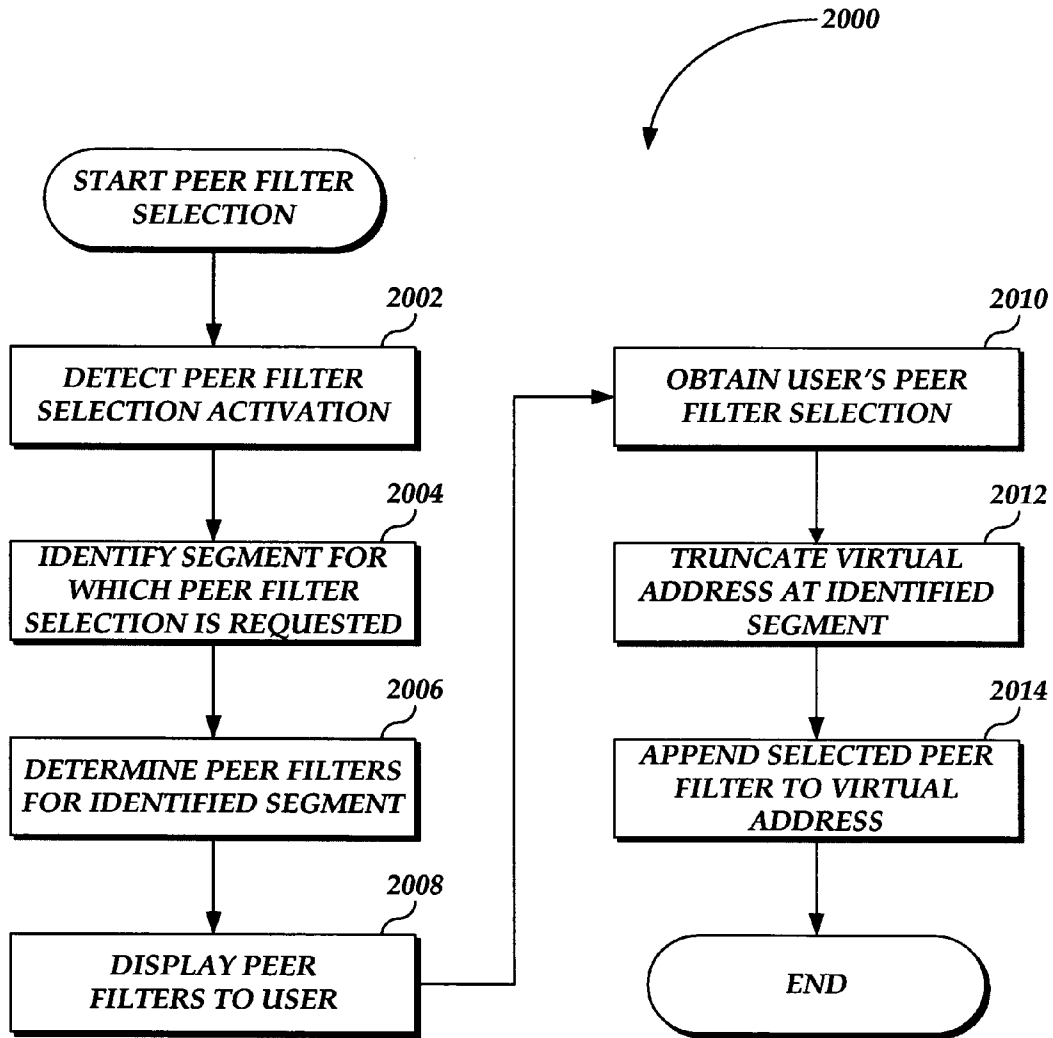 2000
START PEER FILTER
SELECTION
2002
DETECT PEER FILTER
SELECTION ACTIVATION
2004
IDENTIFY SEGMENT FOR
WHICH PEER FILTER
SELECTION IS REQUESTED
2006
DETERMINE PEER FILTERS
FOR IDENTIFIED SEGMENT
2008
DISPLAY PEER
FILTERS TO USER
2010
OBTAIN USER'S PEER
FILTER SELECTION
2012
TRUNCATE VIRTUAL
ADDRESS AT IDENTIFIED
SEGMENT
2014
APPEND SELECTED PEER
FILTER TO VIRTUAL
ADDRESS
END